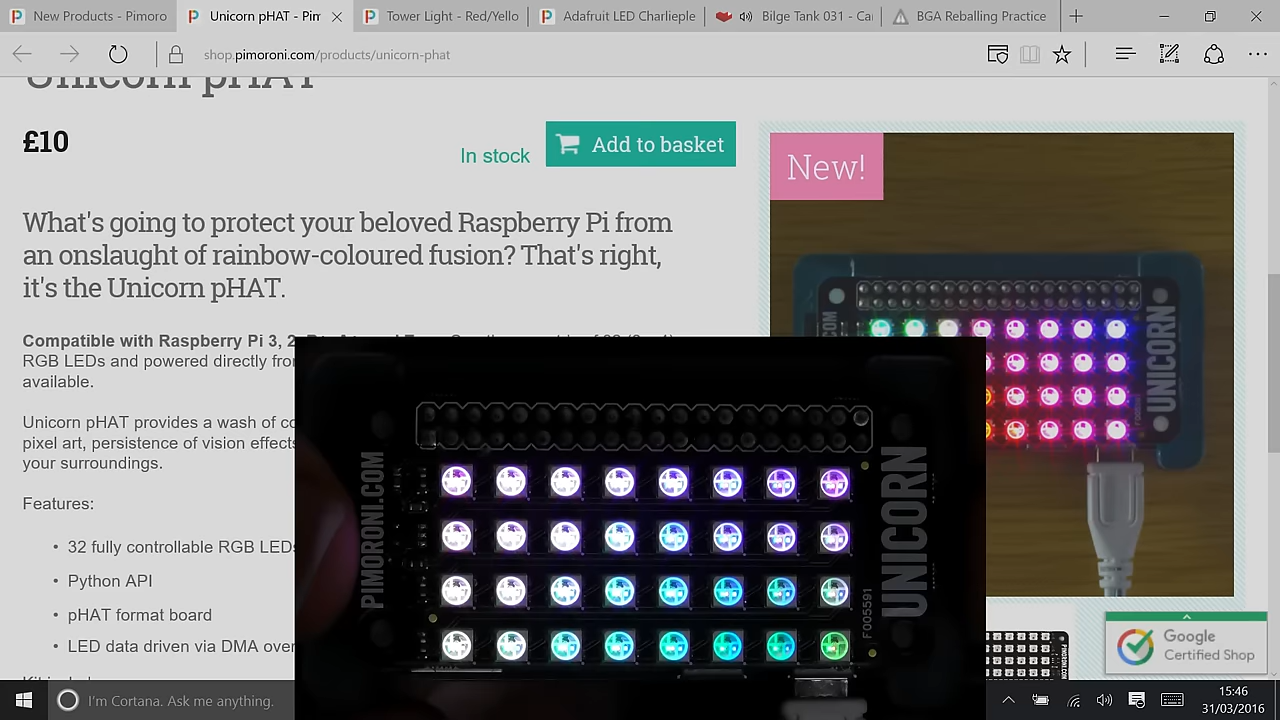 New Products - Pimoro
Unicorn pHAT - Pim
Tower Light - Red/Yello
Adafruit LED Charlieple
Bilge Tank 031 - Ca
BGA Reballing Practice
shop.pimoroni.com/products/unicorn-phat
Unicorn pHAT
£10
In stock
Add to basket
New!
What's going to protect your beloved Raspberry Pi from
an onslaught of rainbow-coloured fusion? That's right,
it's the Unicorn pHAT.
Compatible with Raspberry Pi 3, 2
RGB LEDs and powered directly from
available.
Unicorn pHAT provides a wash of co
pixel art, persistence of vision effects
your surroundings.
Features:
• 32 fully controllable RGB LEDs
• Python API
• pHAT format board
• LED data driven via DMA over
UNICORN
PIMORONI.COM
UNICORN
F005591
Google
Certified Shop
I'm Cortana. Ask me anything.
15:46
31/03/2016